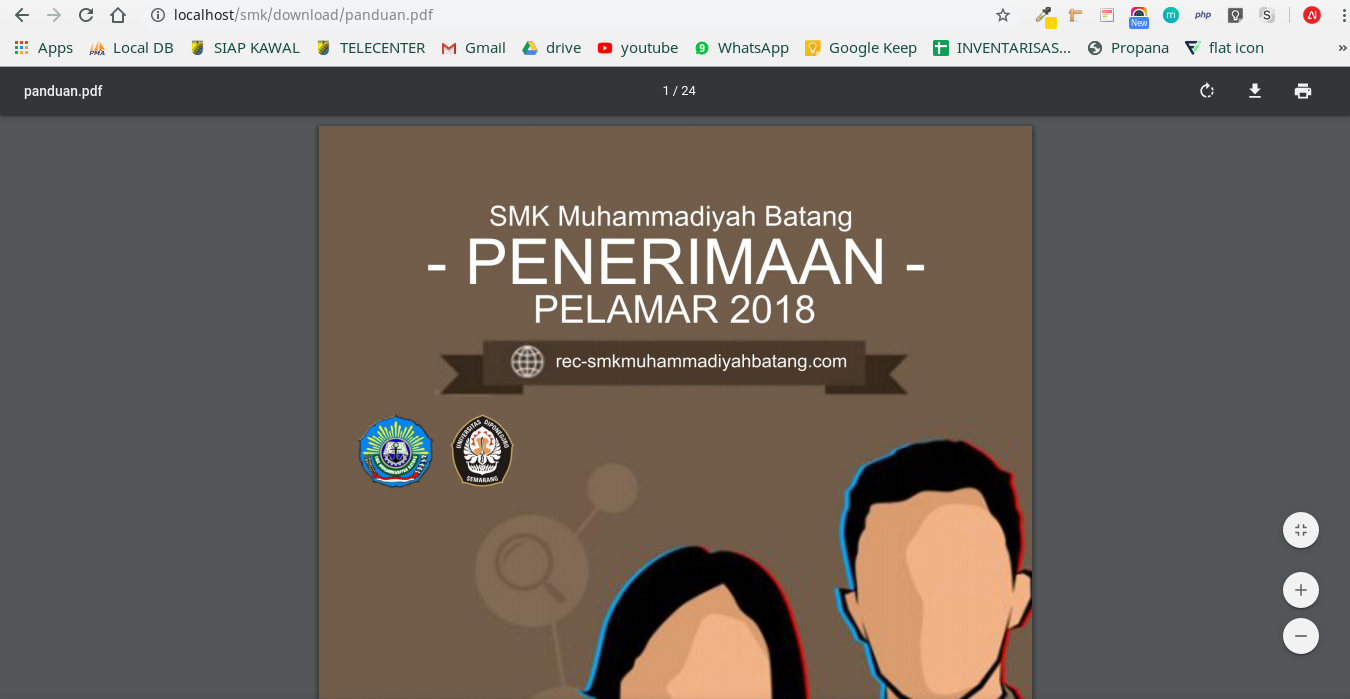 localhost/smk/download/panduan.pdf
New
m
php
S
Apps
PMA
Local DB
SIAP KAWAL
TELECENTER
Gmail
drive
youtube
9
WhatsApp
Google Keep
INVENTARISAS...
Propana
flat icon
»
panduan.pdf
1 / 24
SMK Muhammadiyah Batang
- PENERIMAAN -
PELAMAR 2018
rec-smkmuhammadiyahbatang.com
UNIVERSITAS DIPONEGORO
SEMARANG